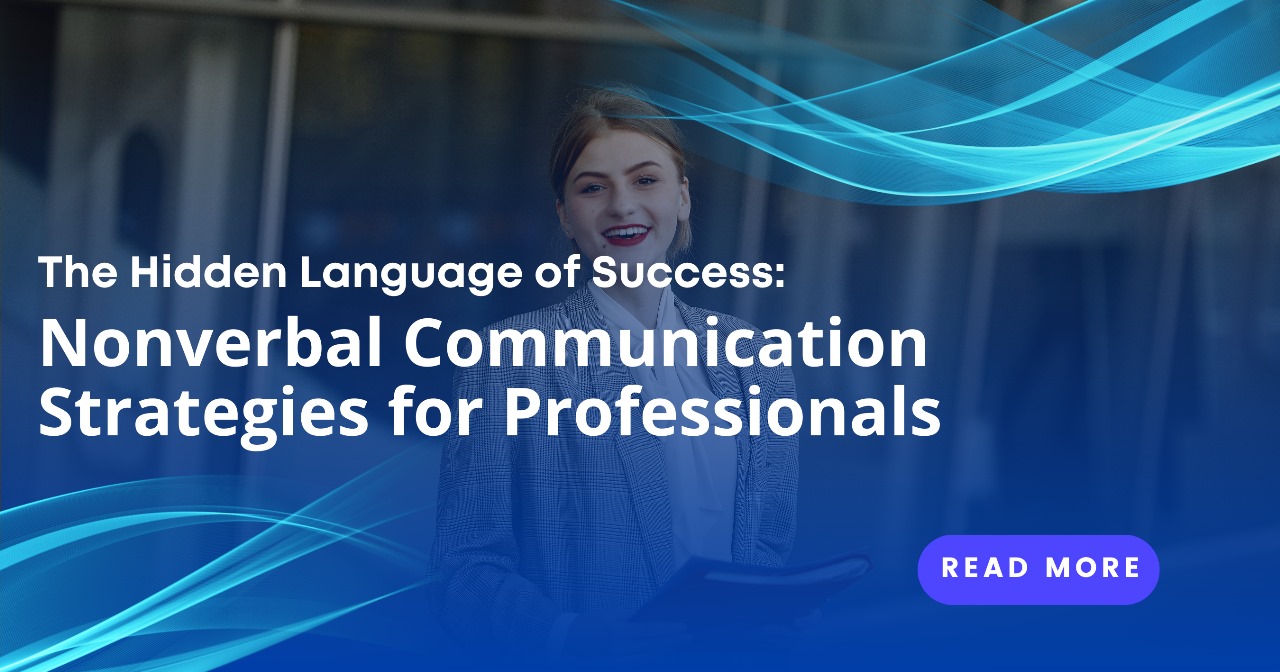 The Hidden Language of Success:
Nonverbal Communication
Strategies for Professionals
READ MORE